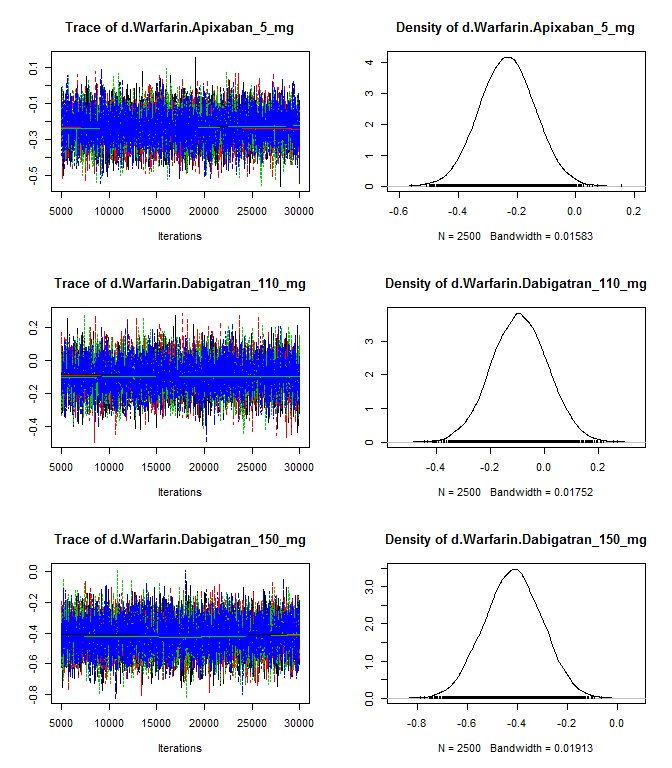 Trace of d.Warfarin.Apixaban_5_mg
0.1
-0.1
-0.3
-0.5
5000 10000 15000 20000 25000 30000
Iterations
Density of d.Warfarin.Apixaban_5_mg
4
3
2
1
0
-0.6 -0.4 -0.2 0.0 0.2
N = 2500 Bandwidth = 0.01583
Trace of d.Warfarin.Dabigatran_110_mg
0.2
0.0
-0.2
-0.4
5000 10000 15000 20000 25000 30000
Iterations
Density of d.Warfarin.Dabigatran_110_mg
3
2
1
0
-0.4 -0.2 0.0 0.2
N = 2500 Bandwidth = 0.01752
Trace of d.Warfarin.Dabigatran_150_mg
0.0
-0.2
-0.4
-0.6
-0.8
5000 10000 15000 20000 25000 30000
Iterations
Density of d.Warfarin.Dabigatran_150_mg
3.0
2.0
1.0
0.0
-0.8 -0.6 -0.4 -0.2 0.0
N = 2500 Bandwidth = 0.01913